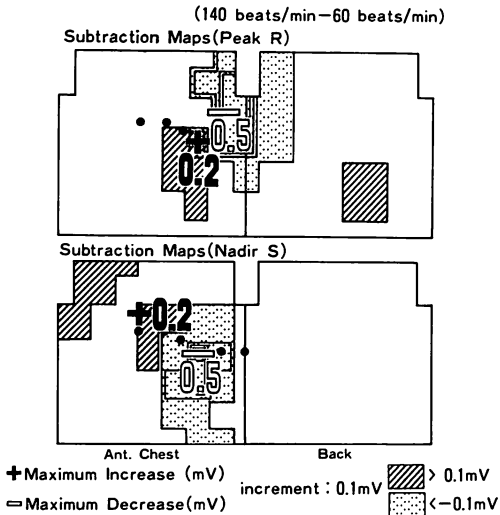 (140 beats/min−60 beats/min)
Subtraction Maps(Peak R)
− 0.5
+ 0.2
Subtraction Maps(Nadir S)
+0.2
− 0.5
Ant. Chest Back
+Maximum Increase (mV)
−Maximum Decrease(mV)
increment : 0.1mV
> 0.1mV
<−0.1mV